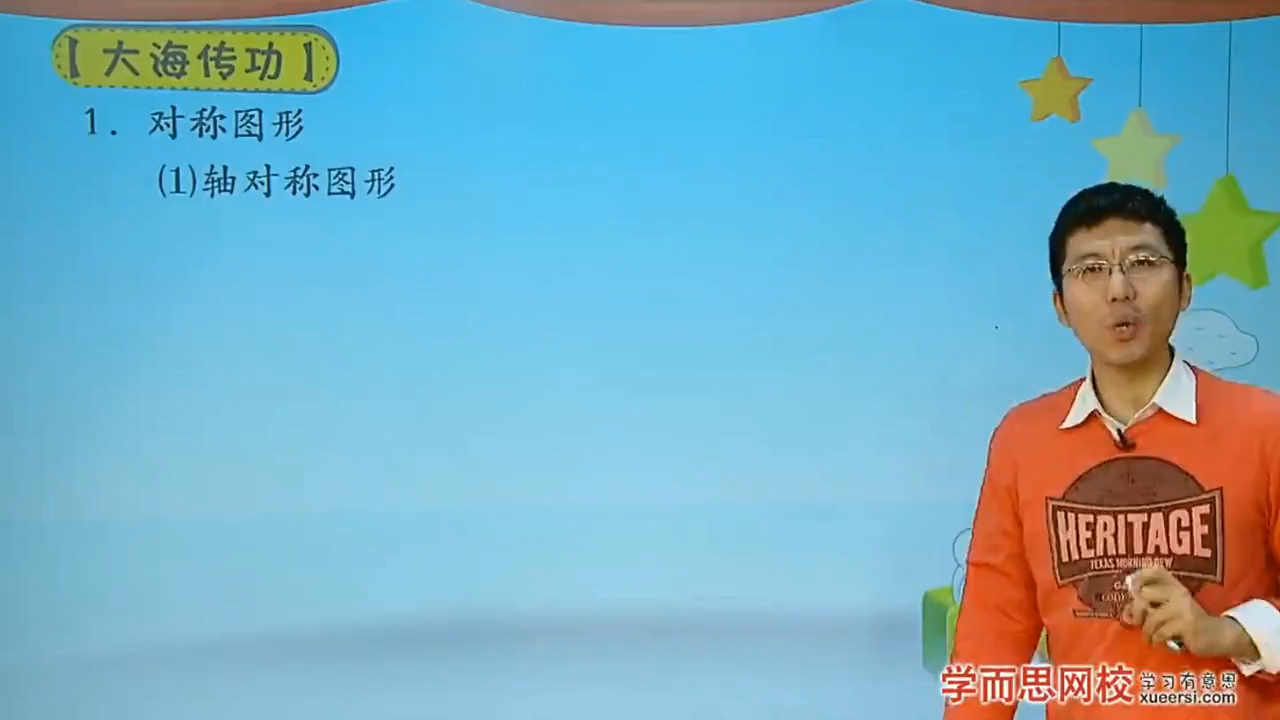 【大海传功】
1. 对称图形
(1)轴对称图形
HERITAGE
TEXAS MORNING DEW
学而思网校 学习有意思
xueersi.com